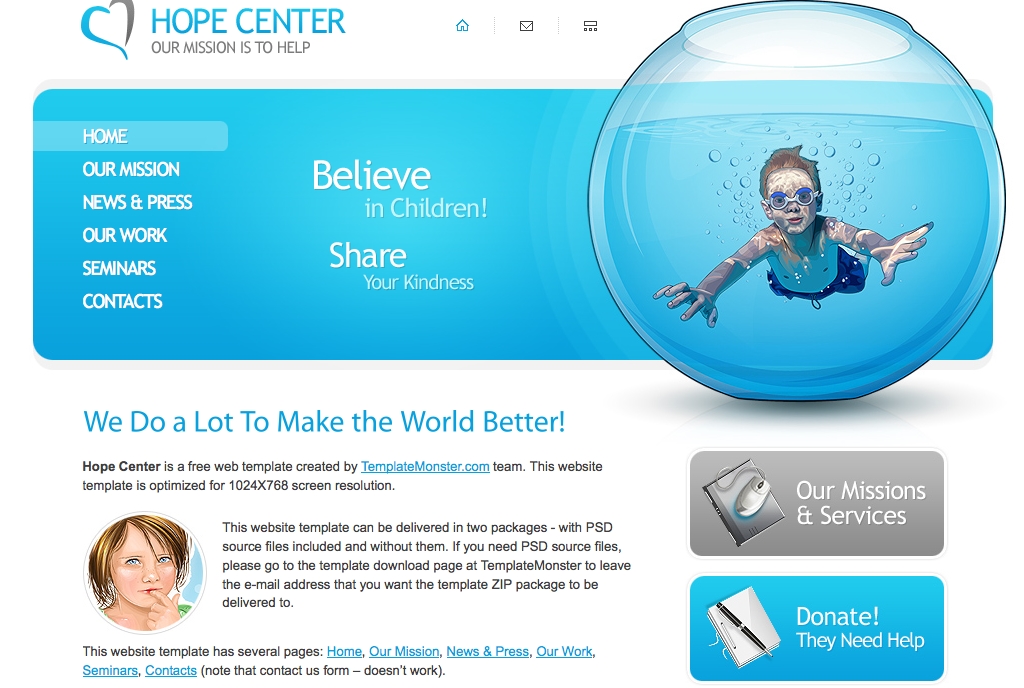 HOPE CENTER
OUR MISSION IS TO HELP
HOME
OUR MISSION
NEWS & PRESS
OUR WORK
SEMINARS
CONTACTS
Believe
in Children!
Share
Your Kindness
We Do a Lot To Make the World Better!
Hope Center is a free web template created by TemplateMonster.com team. This website
template is optimized for 1024X768 screen resolution.
This website template can be delivered in two packages - with PSD
source files included and without them. If you need PSD source files,
please go to the template download page at TemplateMonster to leave
the e-mail address that you want the template ZIP package to be
delivered to.
This website template has several pages: Home, Our Mission, News & Press, Our Work,
Seminars, Contacts (note that contact us form – doesn’t work).
Our Missions
& Services
Donate!
They Need Help